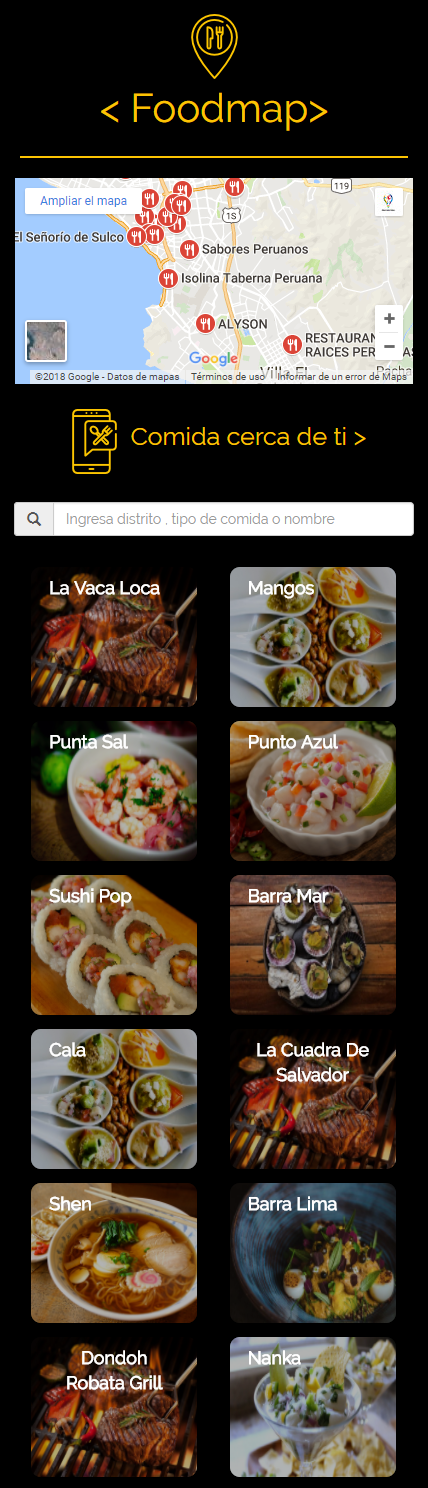 < Foodmap>
119
Ampliar el mapa
1S
El Señorío de Sulco
Sabores Peruanos
Isolina Taberna Peruana
ALYSON
RESTAURAN
RAICES PERUANAS
Google
©2018 Google - Datos de mapas
Términos de uso
Informar de un error de Maps
Comida cerca de ti >
Ingresa distrito , tipo de comida o nombre
La Vaca Loca
Mangos
Punta Sal
Punto Azul
Sushi Pop
Barra Mar
Cala
La Cuadra De
Salvador
Shen
Barra Lima
Dondoh
Robata Grill
Nanka